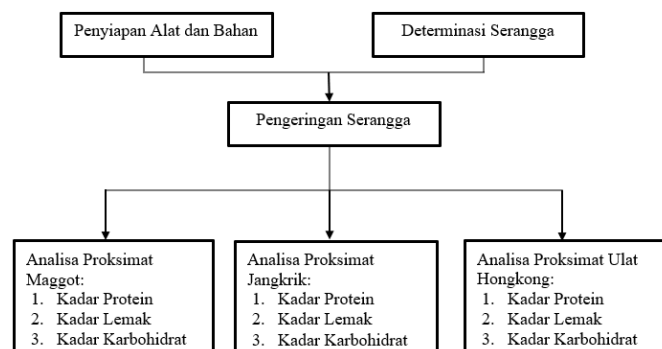 Penyiapan Alat dan Bahan
Determinasi Serangga
Pengeringan Serangga
Analisa Proksimat
Maggot:
1. Kadar Protein
2. Kadar Lemak
3. Kadar Karbohidrat
Analisa Proksimat
Jangkrik:
1. Kadar Protein
2. Kadar Lemak
3. Kadar Karbohidrat
Analisa Proksimat Ulat
Hongkong:
1. Kadar Protein
2. Kadar Lemak
3. Kadar Karbohidrat